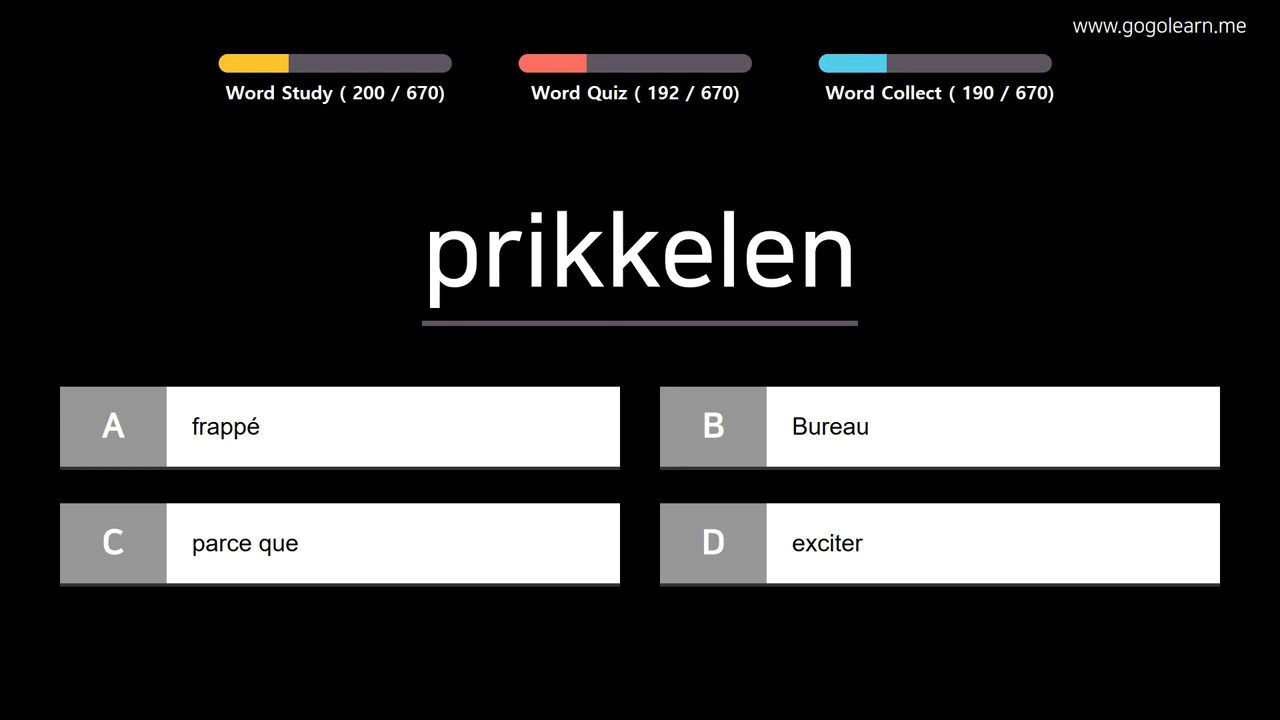 www.gogolearn.me
Word Study ( 200 / 670)
Word Quiz ( 192 / 670)
Word Collect ( 190 / 670)
prikkelen
A frappé
B Bureau
C parce que
D exciter